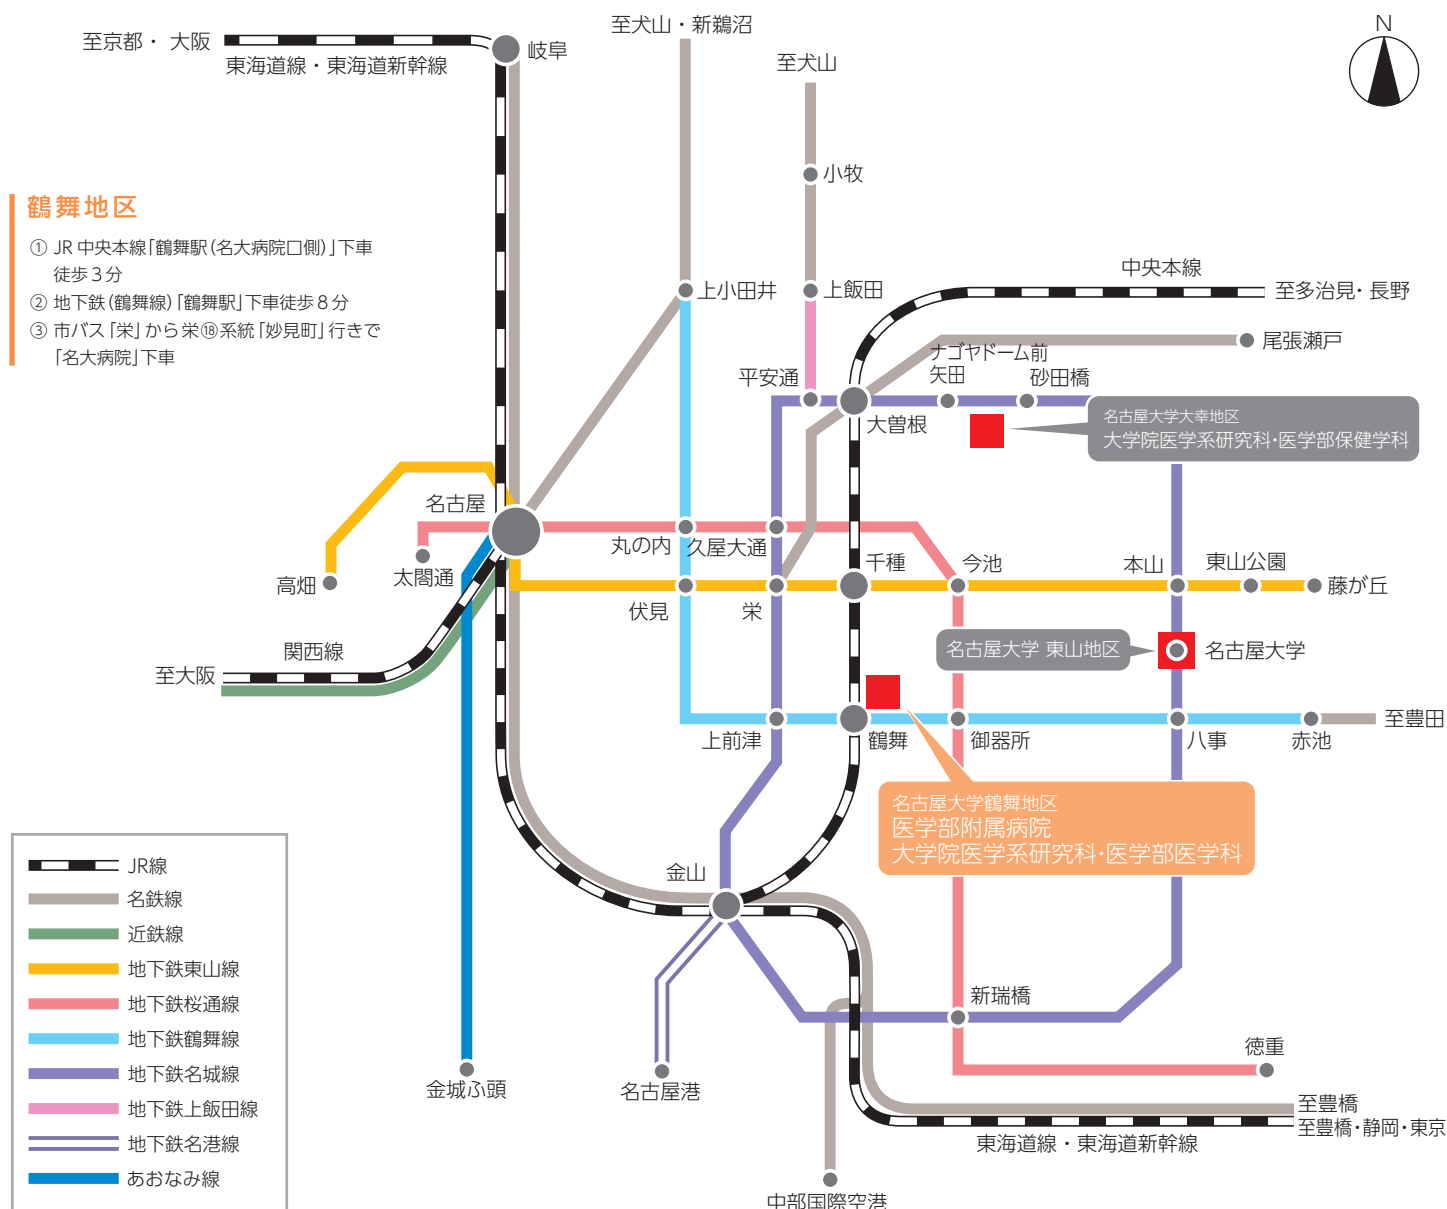 至犬山・新鵜沼
N
至京都・ 大阪
岐阜
東海道線・東海道新幹線
至犬山
小牧
鶴舞地区
① JR 中央本線「鶴舞駅(名大病院口側)」下車
徒歩３分
② 地下鉄(鶴舞線)「鶴舞駅」下車徒歩８分
③ 市バス「栄」から栄⑱系統「妙見町」行きで
「名大病院」下車
中央本線
上小田井
上飯田
至多治見・長野
尾張瀬戸
ナゴヤドーム前
矢田
平安通
砂田橋
大曽根
名古屋大学大幸地区
大学院医学系研究科・医学部保健学科
名古屋
丸の内
久屋大通
千種
今池
本山
東山公園
高畑
太閤通
伏見
栄
藤が丘
関西線
至大阪
名古屋大学 東山地区
名古屋大学
上前津
鶴舞
御器所
八事
赤池
至豊田
名古屋大学鶴舞地区
医学部附属病院
大学院医学系研究科・医学部医学科
金山
JR線
名鉄線
近鉄線
地下鉄東山線
地下鉄桜通線
地下鉄鶴舞線
地下鉄名城線
地下鉄上飯田線
地下鉄名港線
あおなみ線
新瑞橋
徳重
金城ふ頭
名古屋港
至豊橋
至豊橋・静岡・東京
東海道線・東海道新幹線
中部国際空港